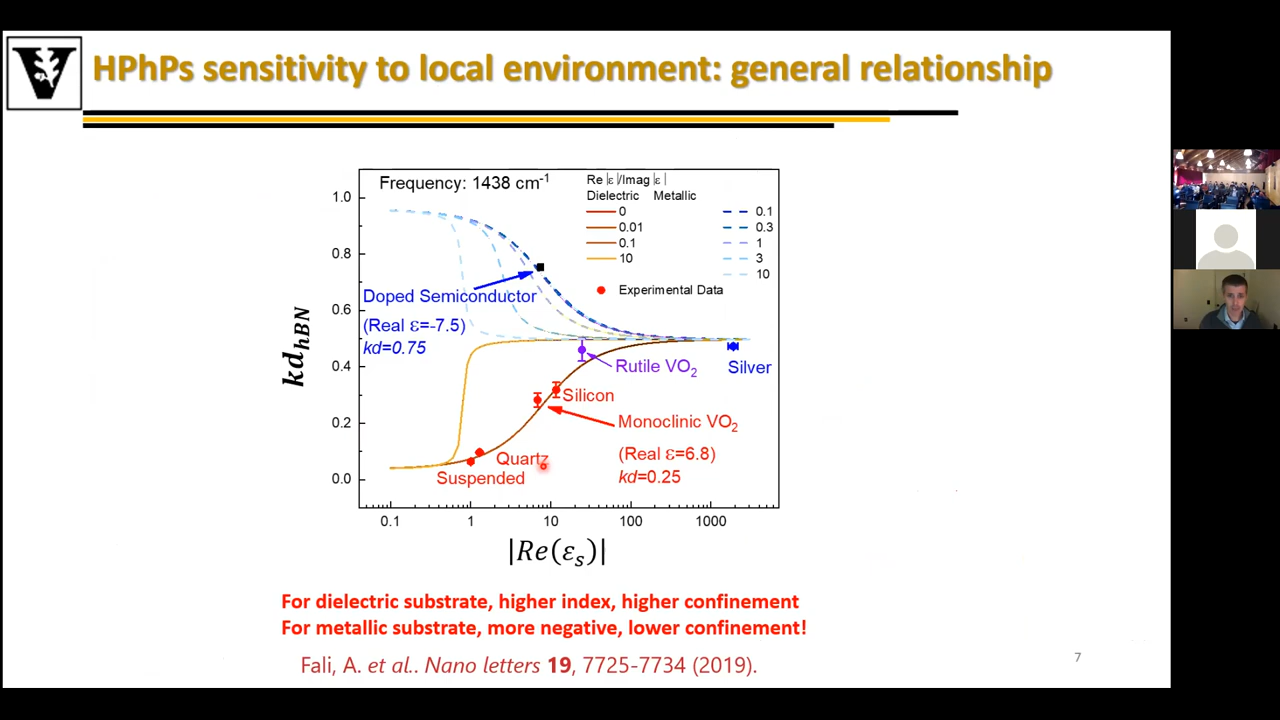 V
HPhPs sensitivity to local environment: general relationship
Frequency: 1438 cm⁻¹
Re |ε|/Imag |ε|
Dielectric Metallic
0 0.1
0.01 0.3
0.1 1
10 3
10
Experimental Data
1.0
0.8
0.6
0.4
0.2
0.0
kd_hBN
Doped Semiconductor
(Real ε=-7.5)
kd=0.75
Rutile VO₂
Silver
Silicon
Monoclinic VO₂
(Real ε=6.8)
kd=0.25
Quartz
Suspended
0.1 1 10 100 1000
|Re(εₛ)|
For dielectric substrate, higher index, higher confinement
For metallic substrate, more negative, lower confinement!
Fali, A. et al.. Nano letters 19, 7725-7734 (2019).
7